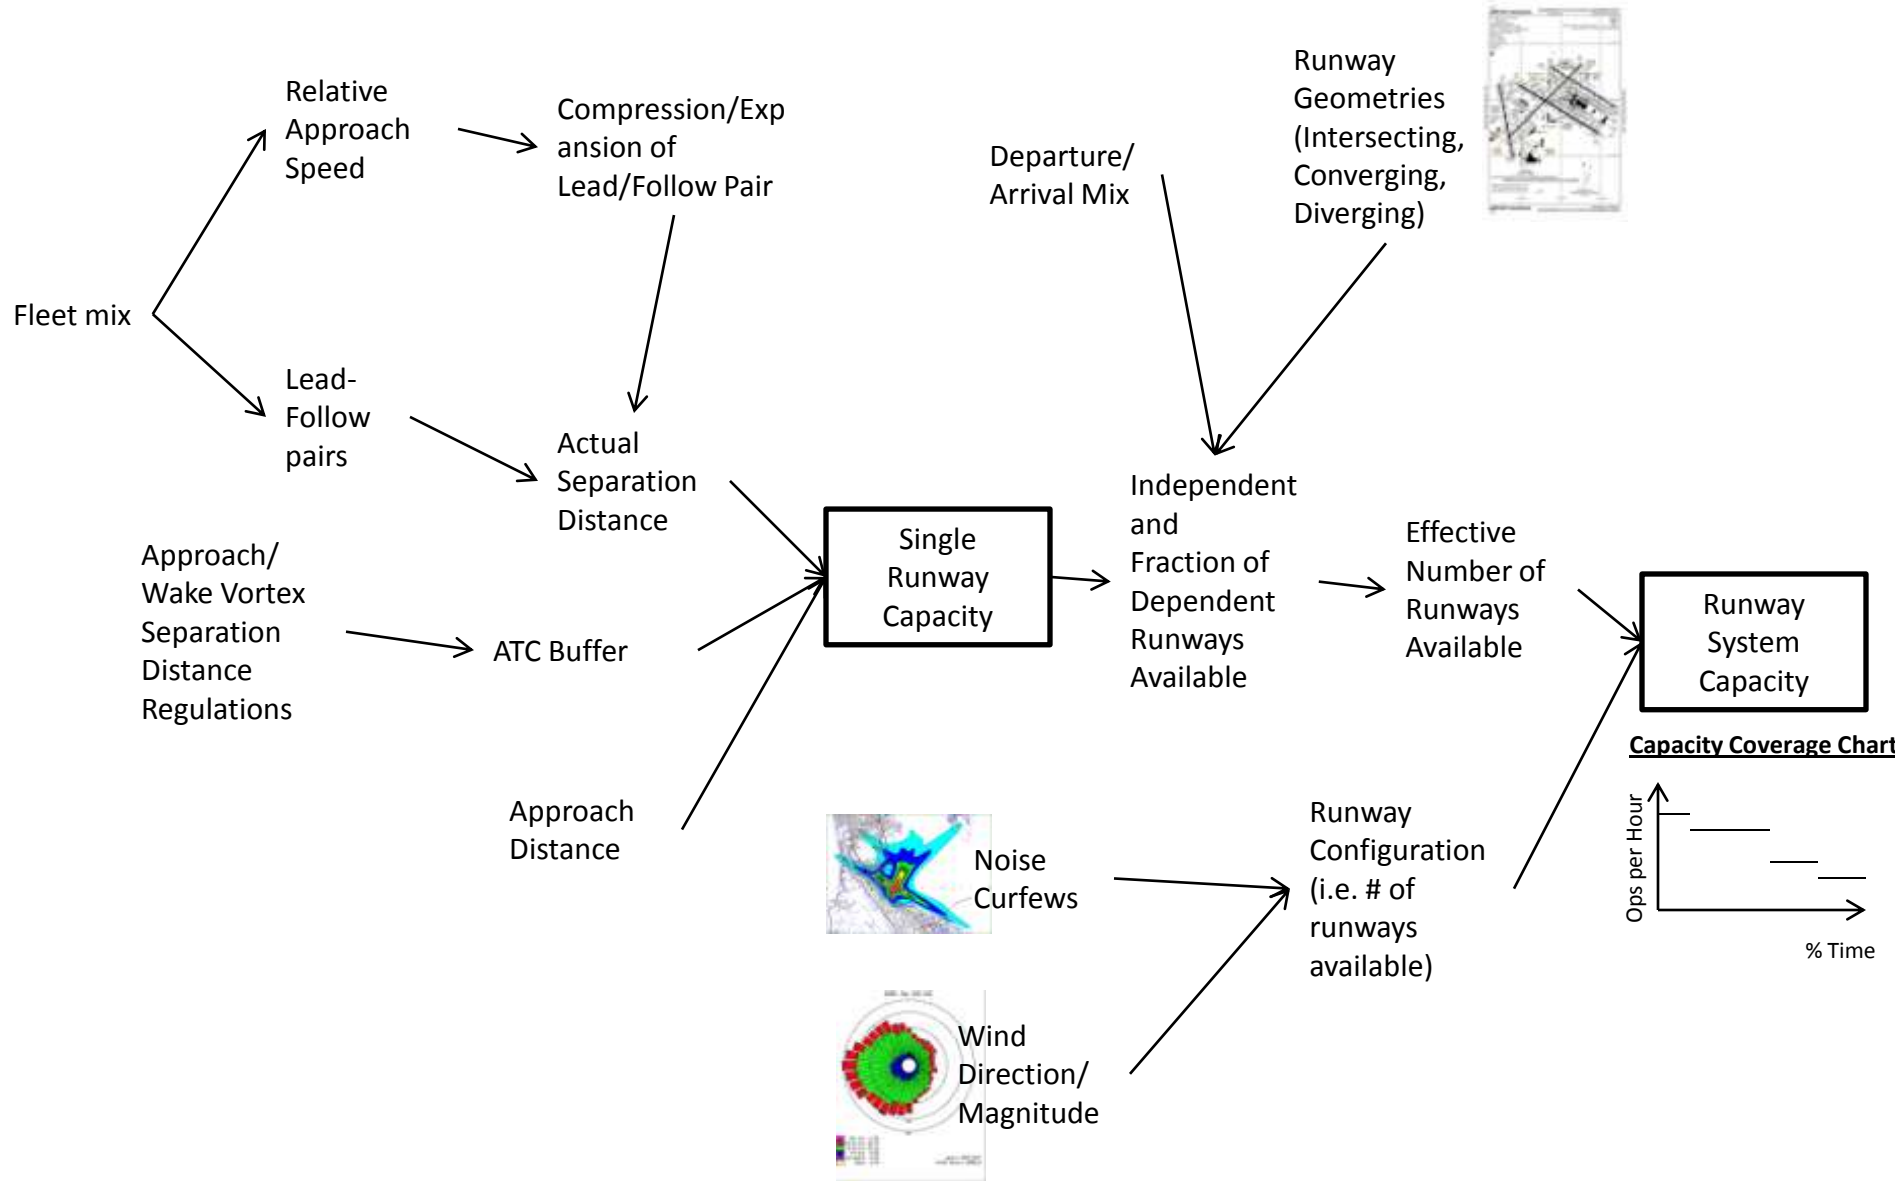 Relative
Approach
Speed
Compression/Exp
ansion of
Lead/Follow Pair
Departure/
Arrival Mix
Runway
Geometries
(Intersecting,
Converging,
Diverging)
Fleet mix
Lead-
Follow
pairs
Actual
Separation
Distance
Approach/
Wake Vortex
Separation
Distance
Regulations
ATC Buffer
Approach
Distance
Single
Runway
Capacity
Independent
and
Fraction of
Dependent
Runways
Available
Effective
Number of
Runways
Available
Runway
System
Capacity
Capacity Coverage Chart
Ops per Hour
% Time
Noise
Curfews
Runway
Configuration
(i.e. # of
runways
available)
Wind
Direction/
Magnitude